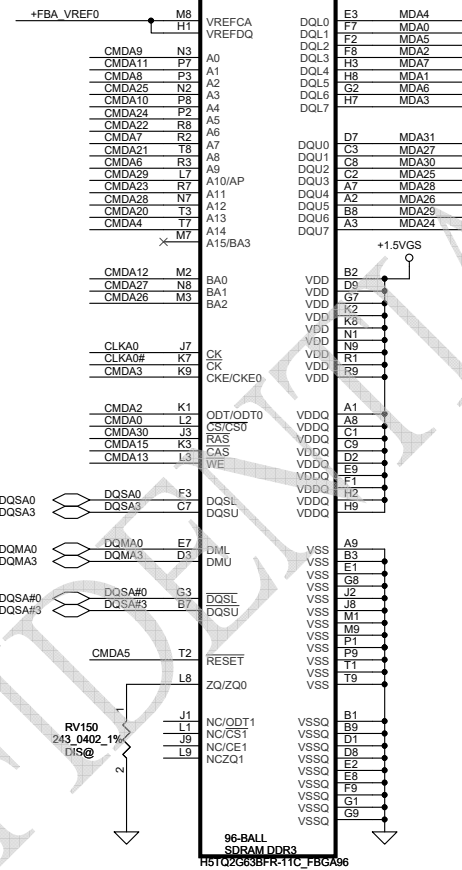 +FBA_VREF0 M8 VREFCA DQL0 E3 MDA4
H1 VREFDQ DQL1 F7 MDA0
DQL2 F2 MDA5
CMDA9 N3 A0 DQL3 F8 MDA2
CMDA11 P7 A1 DQL4 H3 MDA7
CMDA8 P3 A2 DQL5 H8 MDA1
CMDA25 N2 A3 DQL6 G2 MDA6
CMDA10 P8 A4 DQL7 H7 MDA3
CMDA24 P2 A5
CMDA22 R8 A6
CMDA7 R2 A7 DQU0 D7 MDA31
CMDA21 T8 A8 DQU1 C3 MDA27
CMDA6 R3 A9 DQU2 C8 MDA30
CMDA29 L7 A10/AP DQU3 C2 MDA25
CMDA23 R7 A11 DQU4 A7 MDA28
CMDA28 N7 A12 DQU5 A2 MDA26
CMDA20 T3 A13 DQU6 B8 MDA29
CMDA4 T7 A14 DQU7 A3 MDA24
M7 A15/BA3
+1.5VGS
CMDA12 M2 BA0 VDD B2
CMDA27 N8 BA1 VDD D9
CMDA26 M3 BA2 VDD G7
VDD K2
VDD K8
VDD N1
CLKA0 J7 CK VDD N9
CLKA0# K7 CK VDD R1
CMDA3 K9 CKE/CKE0 VDD R9
CMDA2 K1 ODT/ODT0 VDDQ A1
CMDA0 L2 CS/CS0 VDDQ A8
CMDA30 J3 RAS VDDQ C1
CMDA15 K3 CAS VDDQ C9
CMDA13 L3 WE VDDQ D2
VDDQ E9
VDDQ F1
DQSA0 DQSA0 F3 DQSL VDDQ H2
DQSA3 DQSA3 C7 DQSU VDDQ H9
DQMA0 DQMA0 E7 DML VSS A9
DQMA3 DQMA3 D3 DMU VSS B3
VSS E1
VSS G8
DQSA#0 DQSA#0 G3 DQSL VSS J2
DQSA#3 DQSA#3 B7 DQSU VSS J8
VSS M1
VSS M9
VSS P1
CMDA5 T2 RESET VSS P9
VSS T1
L8 ZQ/ZQ0 VSS T9
1
RV150
243_0402_1%
DIS@
2
J1 NC/ODT1 VSSQ B1
L1 NC/CS1 VSSQ B9
J9 NC/CE1 VSSQ D1
L9 NCZQ1 VSSQ D8
VSSQ E2
VSSQ E8
VSSQ F9
VSSQ G1
VSSQ G9
96-BALL
SDRAM DDR3
H5TQ2G63BFR-11C_FBGA96